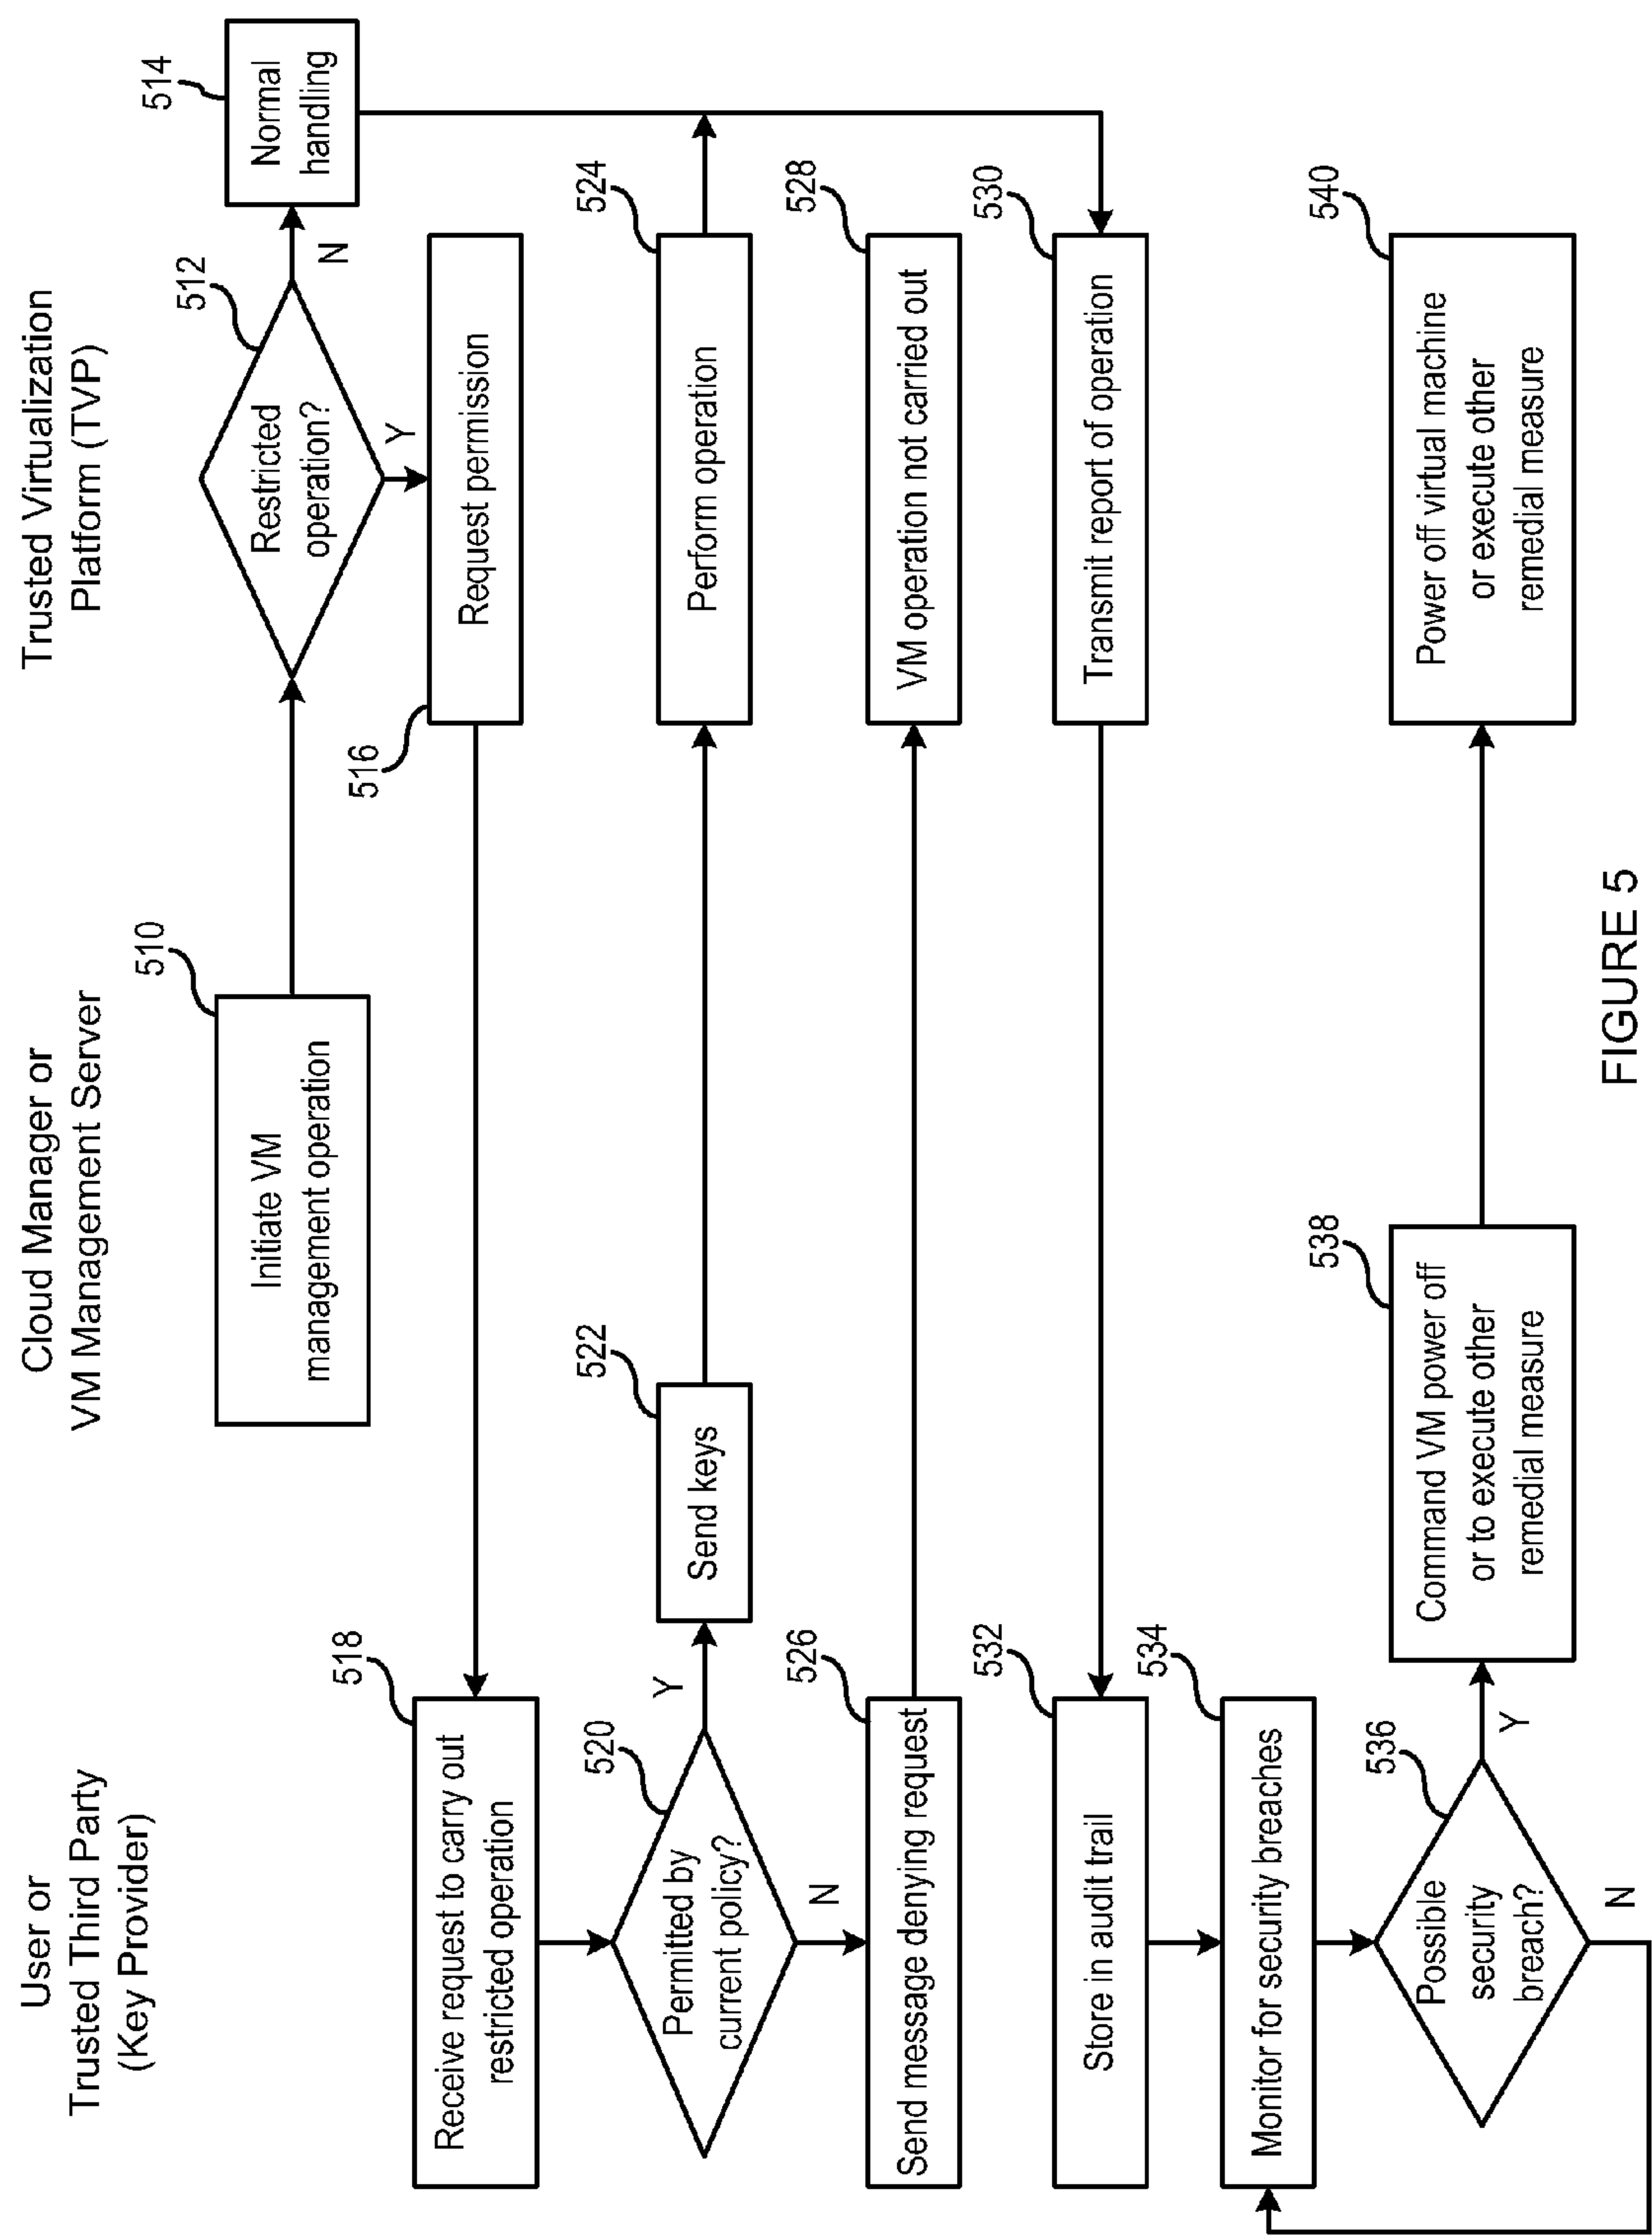 User or
Trusted Third Party
(Key Provider)
Cloud Manager or
VM Management Server
Trusted Virtualization
Platform (TVP)
510
Initiate VM
management operation
512
Restricted
operation?
N
Y
514
Normal
handling
516
Request permission
518
Receive request to carry out
restricted operation
520
Permitted by
current policy?
Y
N
522
Send keys
524
Perform operation
526
Send message denying request
528
VM operation not carried out
530
Transmit report of operation
532
Store in audit trail
534
Monitor for security breaches
536
Possible
security
breach?
Y
N
538
Command VM power off
or to execute other
remedial measure
540
Power off virtual machine
or execute other
remedial measure
FIGURE 5